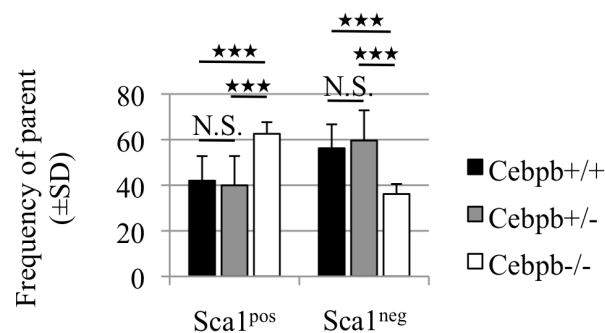 ★★★
★★★
★★★
★★★
N.S.
N.S.
Frequency of parent
(±SD)
80
60
40
20
0
Sca1pos
Sca1neg
Cebpb+/+
Cebpb+/-
Cebpb-/-